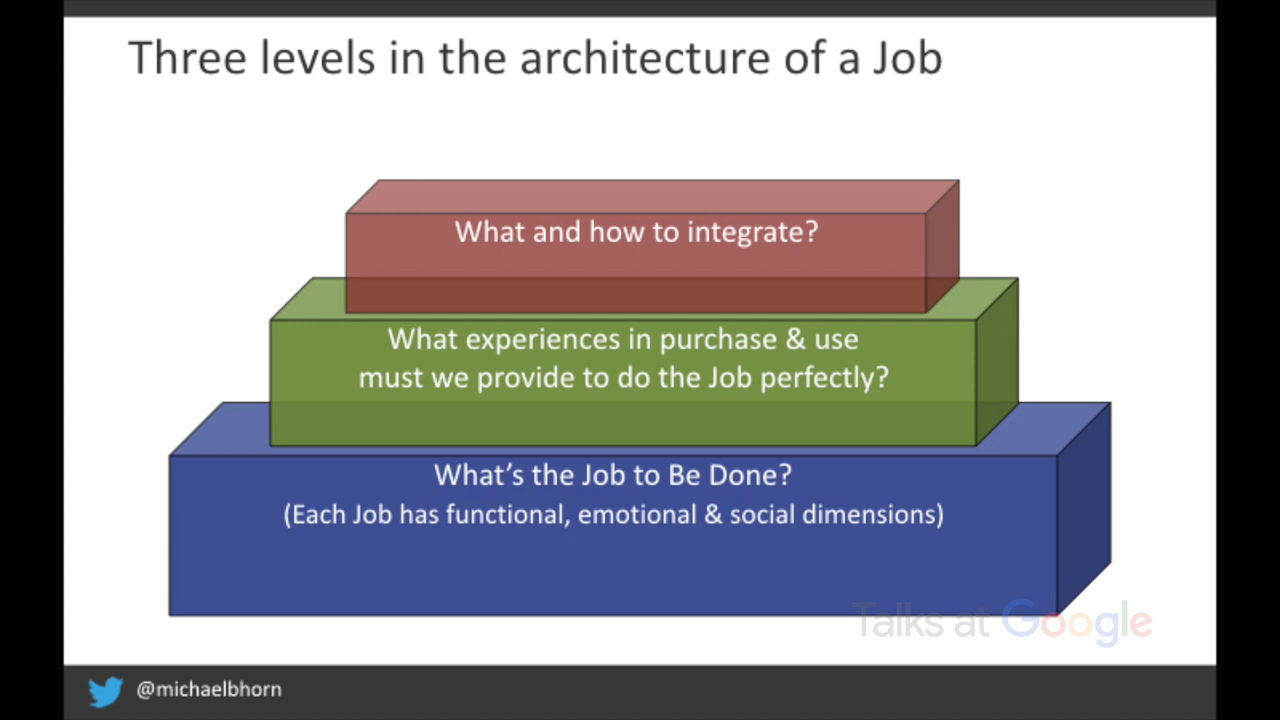 Three levels in the architecture of a Job
What and how to integrate?
What experiences in purchase & use
must we provide to do the Job perfectly?
What’s the Job to Be Done?
(Each Job has functional, emotional & social dimensions)
Talks at Google
@michaelbhorn